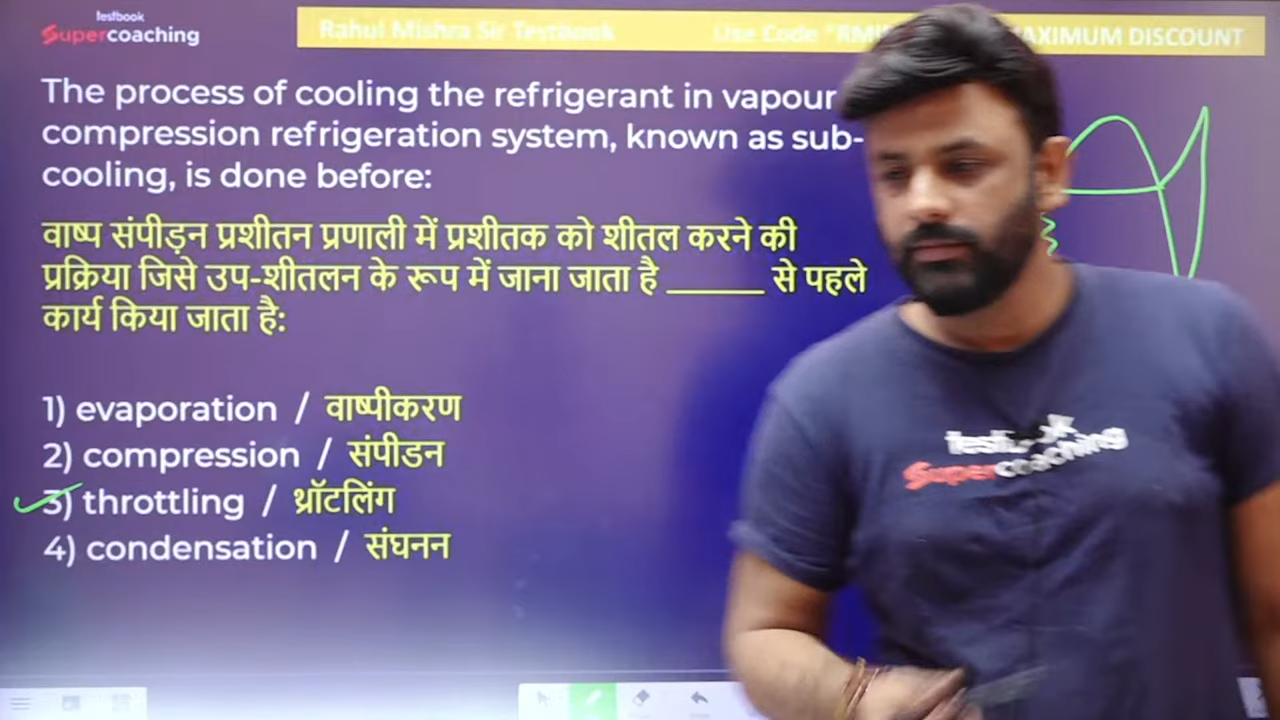 testbook
Supercoaching
Rahul Mishra Sir Testbook
Use Code "RMI MAXIMUM DISCOUNT
The process of cooling the refrigerant in vapour
compression refrigeration system, known as sub-
cooling, is done before:
वाष्प संपीड़न प्रशीतन प्रणाली में प्रशीतक को शीतल करने की
प्रक्रिया जिसे उप-शीतलन के रूप में जाना जाता है ______ से पहले
कार्य किया जाता है:
1) evaporation / वाष्पीकरण
2) compression / संपीडन
3) throttling / थ्रॉटलिंग
4) condensation / संघनन
testbook
Supercoaching